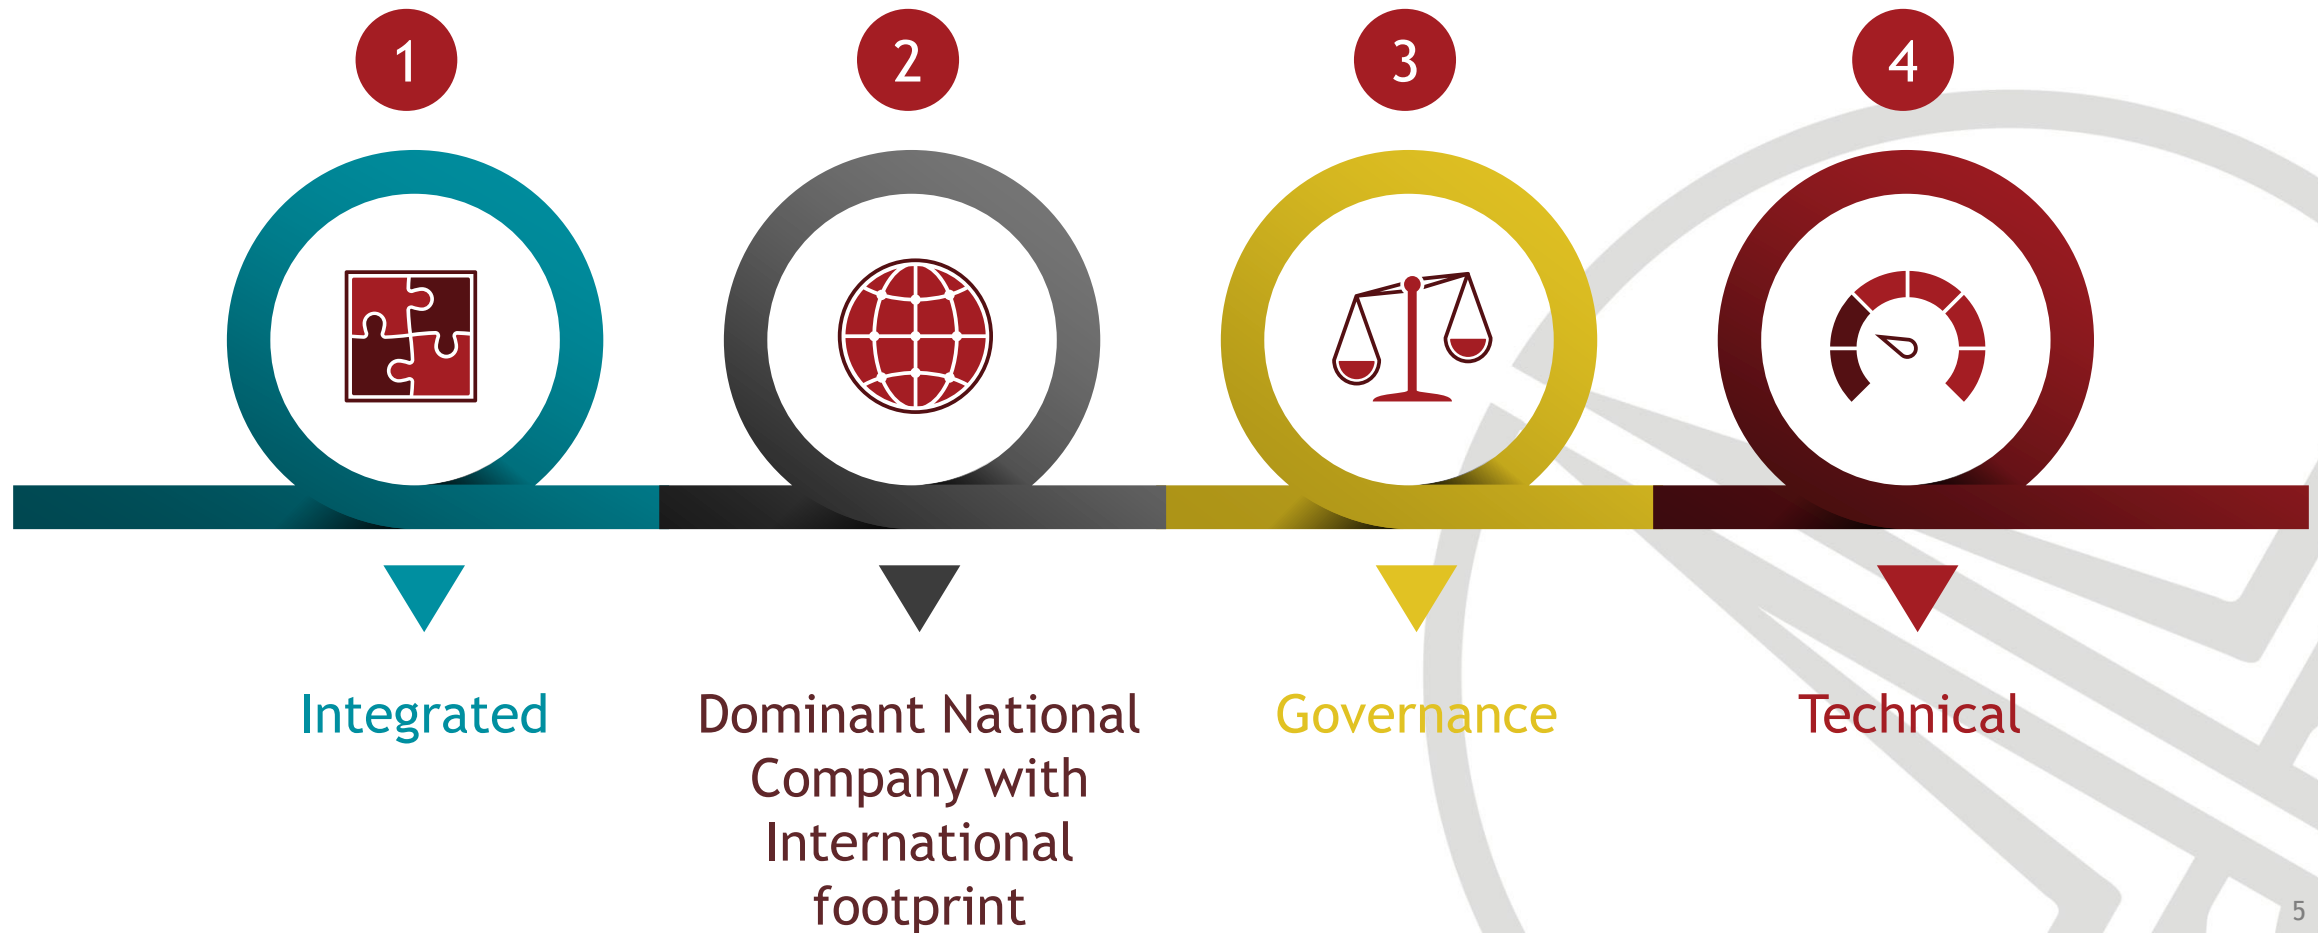 1
2
3
4
Integrated
Dominant National
Company with
International
footprint
Governance
Technical
5